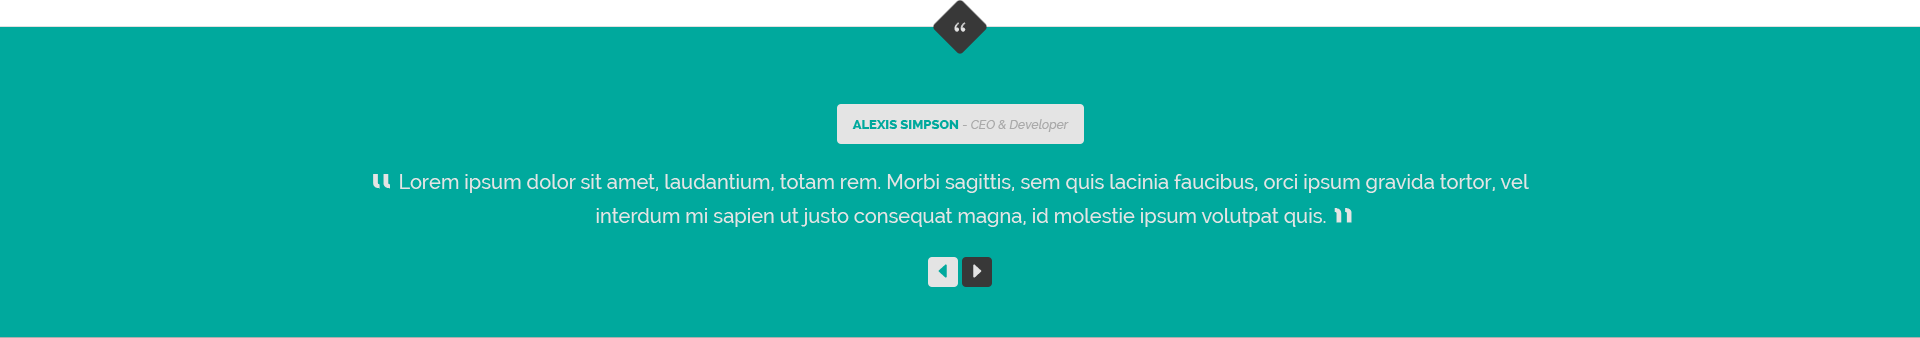 “
ALEXIS SIMPSON - CEO & Developer
“ Lorem ipsum dolor sit amet, laudantium, totam rem. Morbi sagittis, sem quis lacinia faucibus, orci ipsum gravida tortor, vel
interdum mi sapien ut justo consequat magna, id molestie ipsum volutpat quis. ”